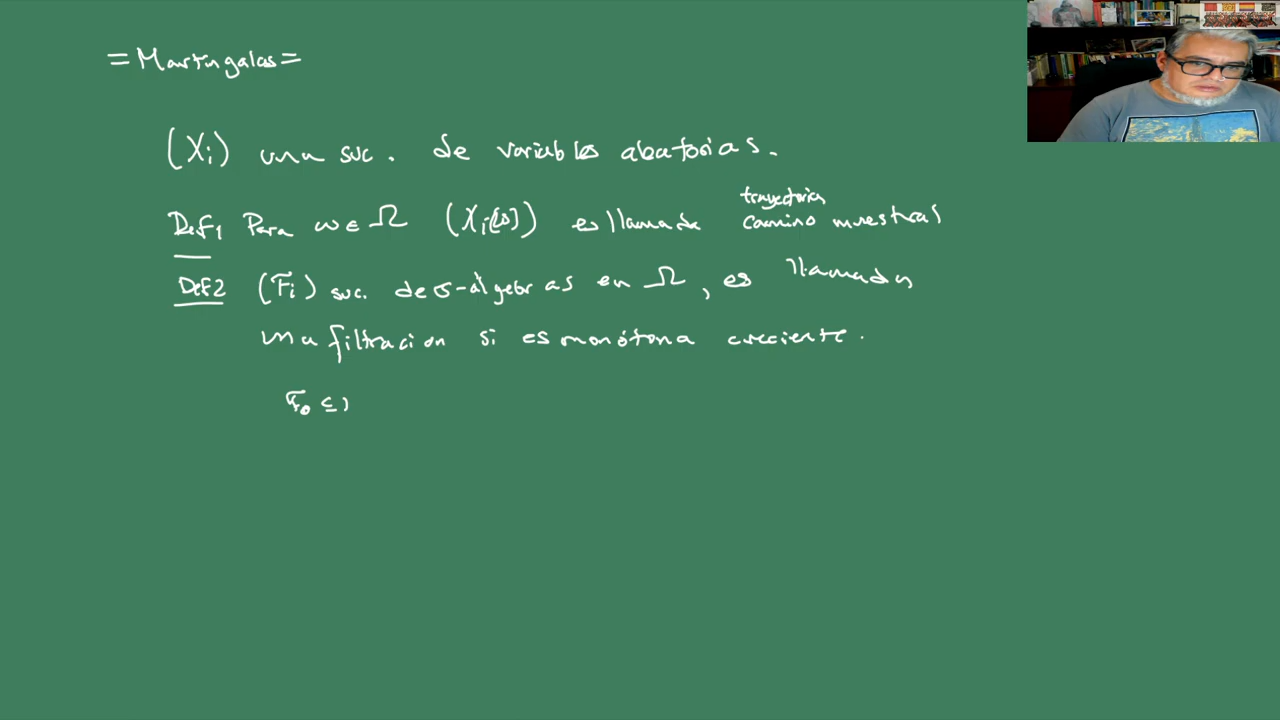 = Martingalas =
(Xi) una suc. de variables aleatorias.
trayectoria
Def1 Para ω ∈ Ω (Xi(ω)) es llamada camino muestral
Def2 (Fi) suc. de σ-álgebras en Ω, es llamada
una filtración si es monótona creciente.
F0 ⊆